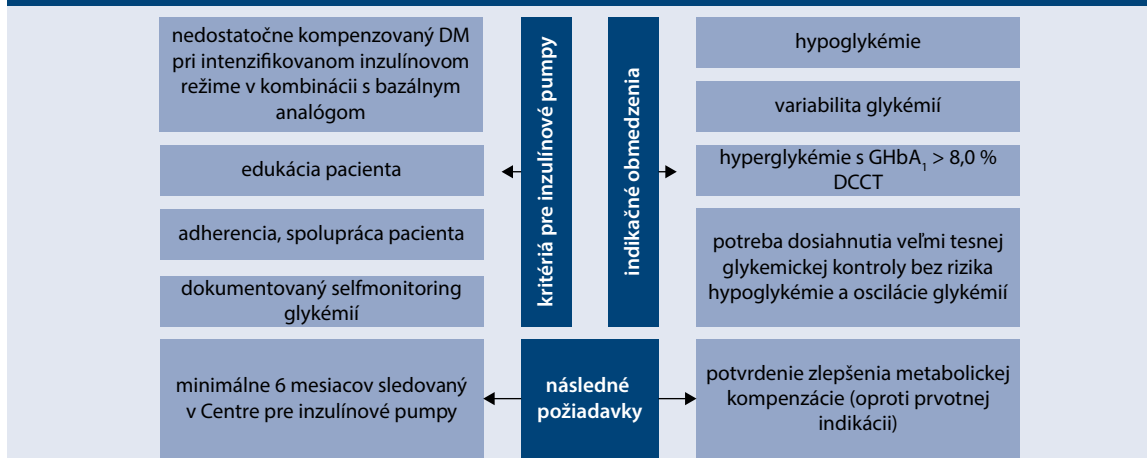 nedostatočne kompenzovaný DM
pri intenzifikovanom inzulínovom
režime v kombinácii s bazálnym
analógom
edukácia pacienta
adherencia, spolupráca pacienta
dokumentovaný selfmonitoring
glykémií
kritériá pre inzulínové pumpy
indikačné obmedzenia
hypoglykémie
variabilita glykémií
hyperglykémie s GHbA₁ > 8,0 %
DCCT
potreba dosiahnutia veľmi tesnej
glykemickej kontroly bez rizika
hypoglykémie a oscilácie glykémií
minimálne 6 mesiacov sledovaný
v Centre pre inzulínové pumpy
následné
požiadavky
potvrdenie zlepšenia metabolickej
kompenzácie (oproti prvotnej
indikácii)